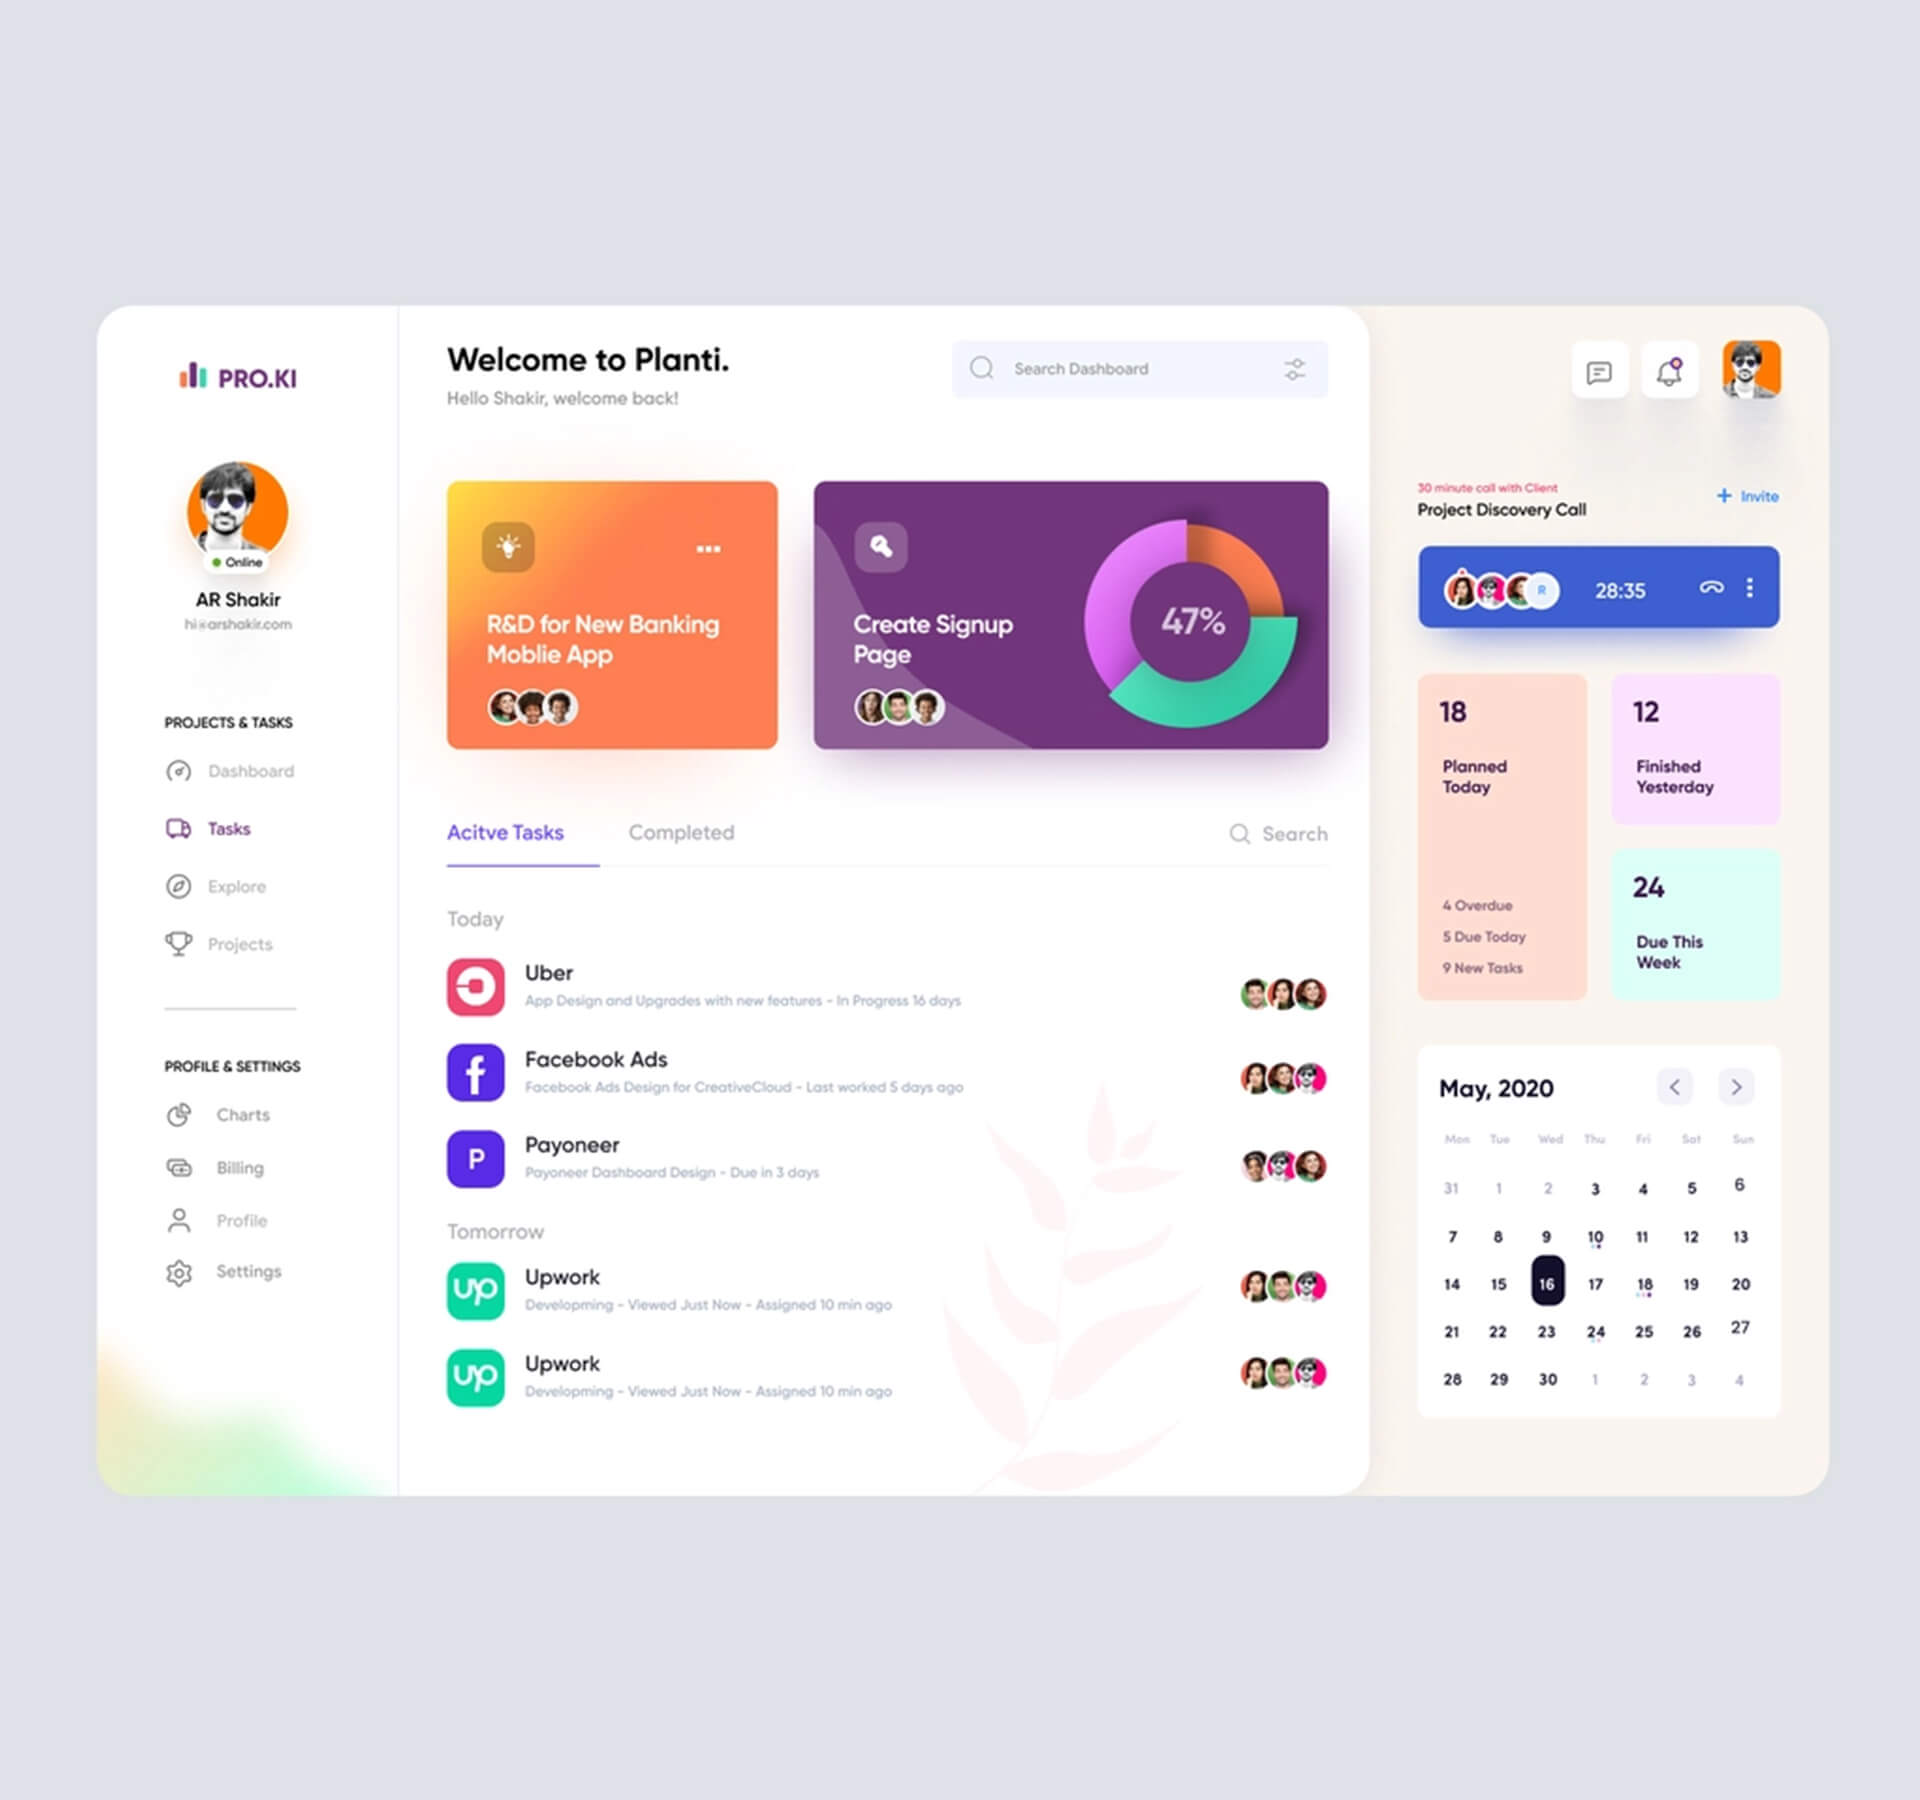 PRO.KI
Online
AR Shakir
hi@arshakir.com
PROJECTS & TASKS
Dashboard
Tasks
Explore
Projects
PROFILE & SETTINGS
Charts
Billing
Profile
Settings
Welcome to Planti.
Hello Shakir, welcome back!
Search Dashboard
R&D for New Banking
Moblie App
Create Signup
Page
47%
Acitve Tasks
Completed
Search
Today
Uber
App Design and Upgrades with new features - In Progress 16 days
Facebook Ads
Facebook Ads Design for CreativeCloud - Last worked 5 days ago
P
Payoneer
Payoneer Dashboard Design - Due in 3 days
Tomorrow
up
Upwork
Developming - Viewed Just Now - Assigned 10 min ago
up
Upwork
Developming - Viewed Just Now - Assigned 10 min ago
30 minute call with Client
Project Discovery Call
+ Invite
R
28:35
18
Planned
Today
4 Overdue
5 Due Today
9 New Tasks
12
Finished
Yesterday
24
Due This
Week
May, 2020
Mon Tue Wed Thu Fri Sat Sun
31 1 2 3 4 5 6
7 8 9 10 11 12 13
14 15 16 17 18 19 20
21 22 23 24 25 26 27
28 29 30 1 2 3 4